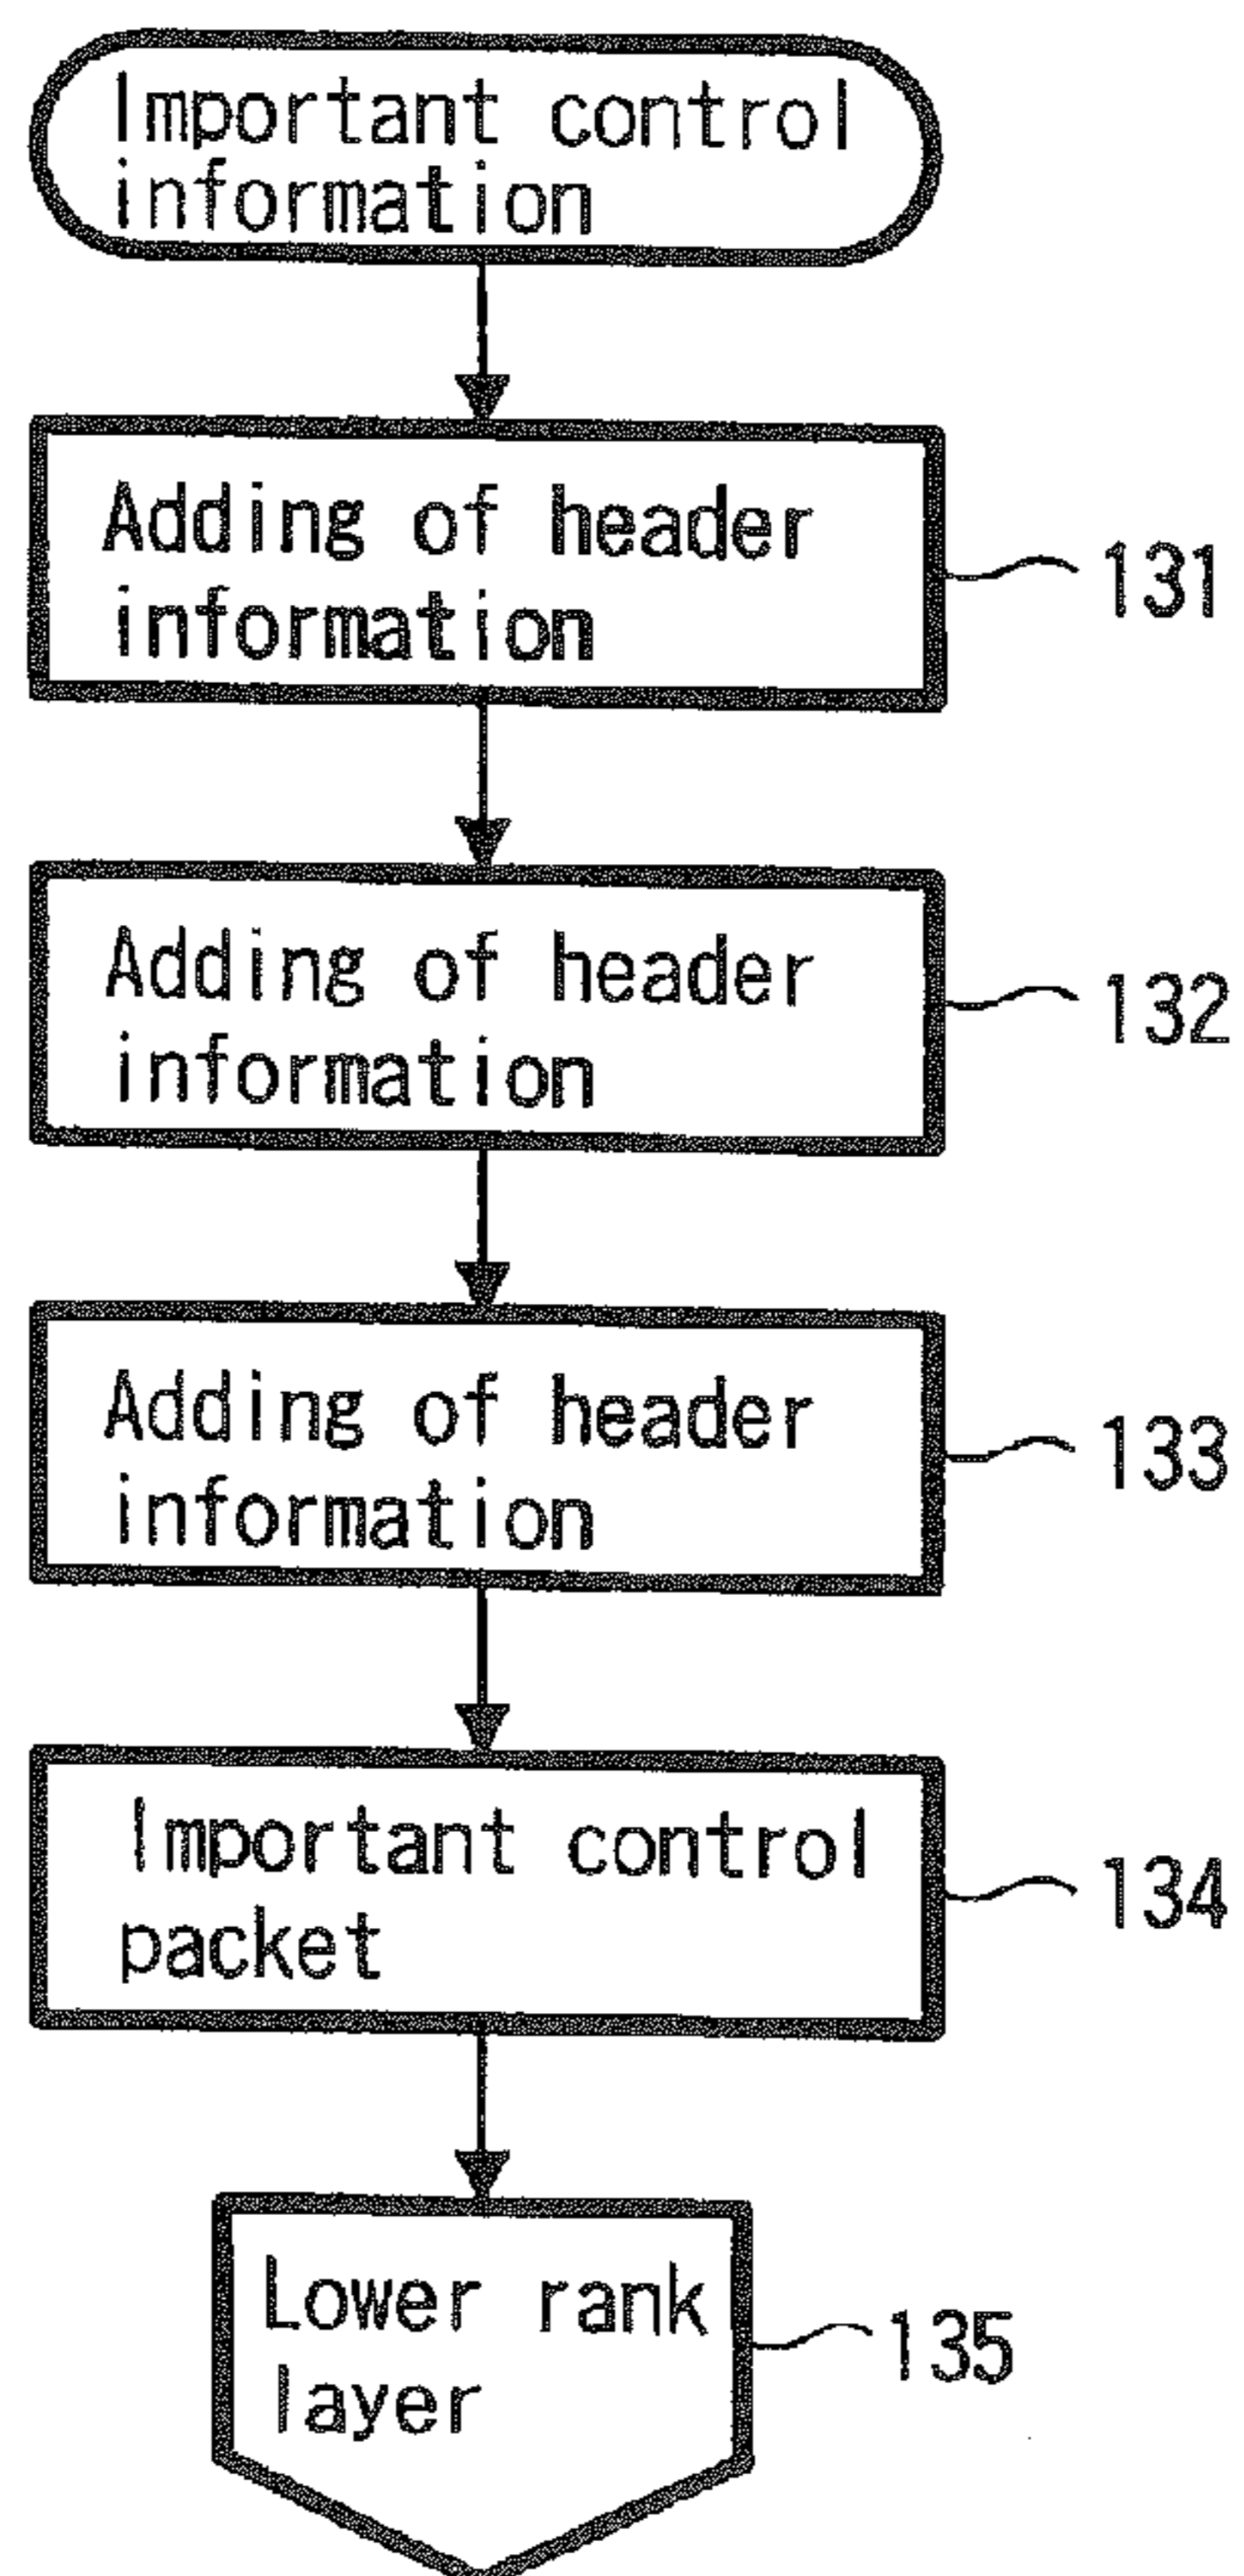 Important control
information
Adding of header
information
131
Adding of header
information
132
Adding of header
information
133
Important control
packet
134
Lower rank
layer
135